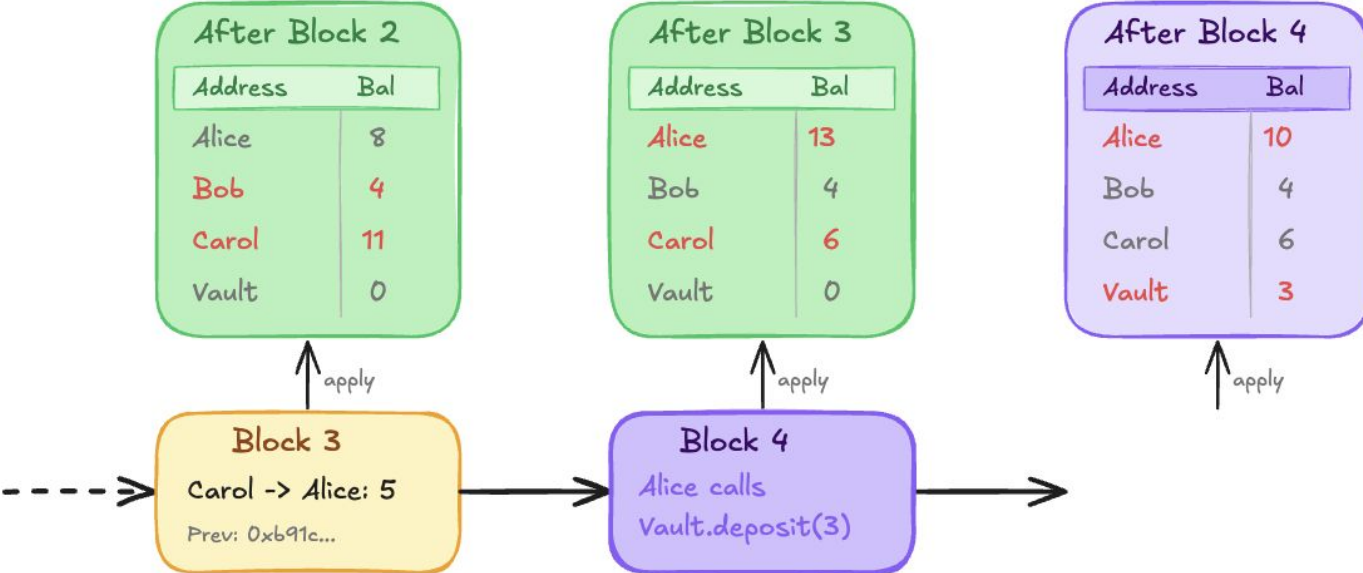 After Block 2
Address Bal
Alice 8
Bob 4
Carol 11
Vault 0
After Block 3
Address Bal
Alice 13
Bob 4
Carol 6
Vault 0
After Block 4
Address Bal
Alice 10
Bob 4
Carol 6
Vault 3
apply
apply
apply
Block 3
Carol -> Alice: 5
Prev: 0xb91c...
Block 4
Alice calls
Vault.deposit(3)